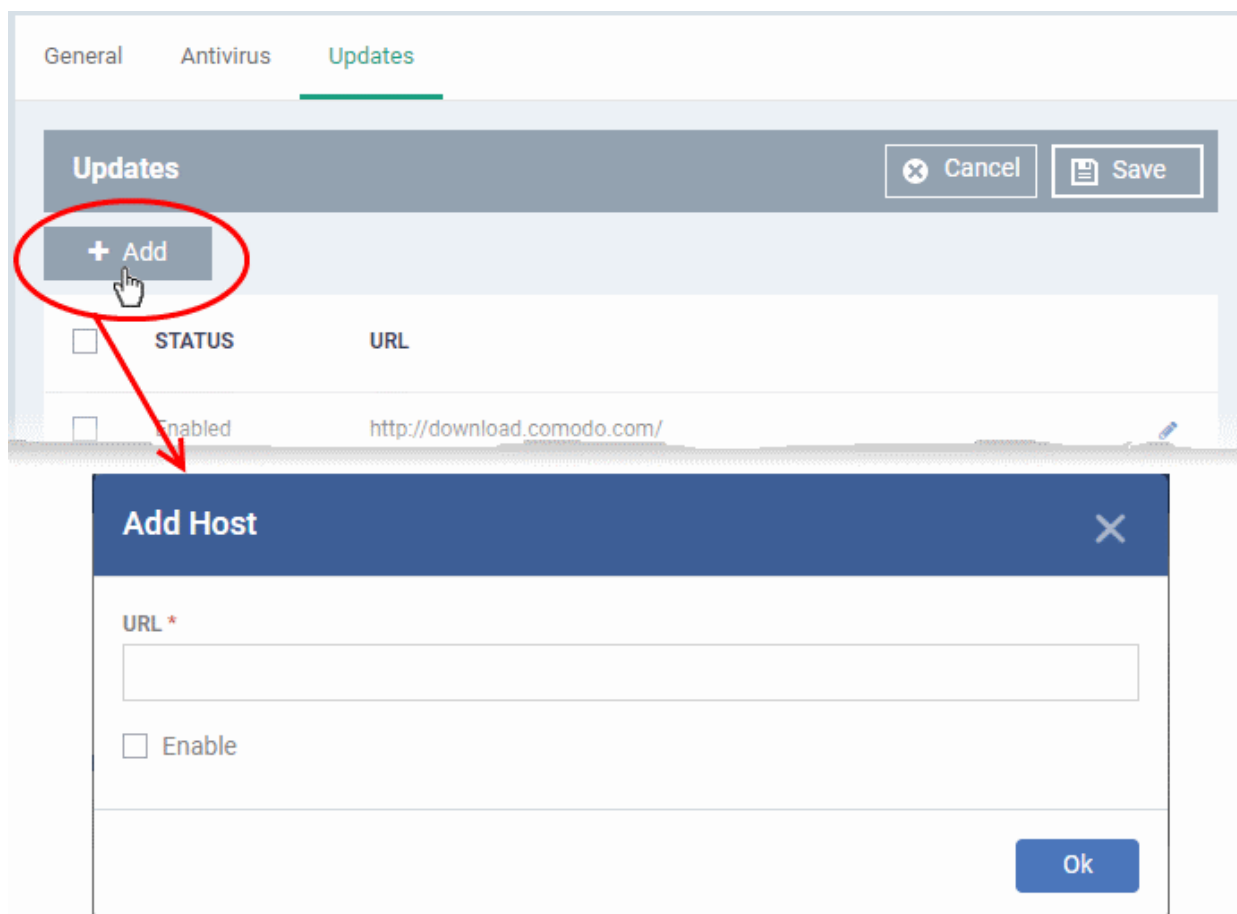 General Antivirus Updates
Updates Cancel Save
+ Add
STATUS URL
Enabled http://download.comodo.com/
Add Host
URL *
Enable
Ok